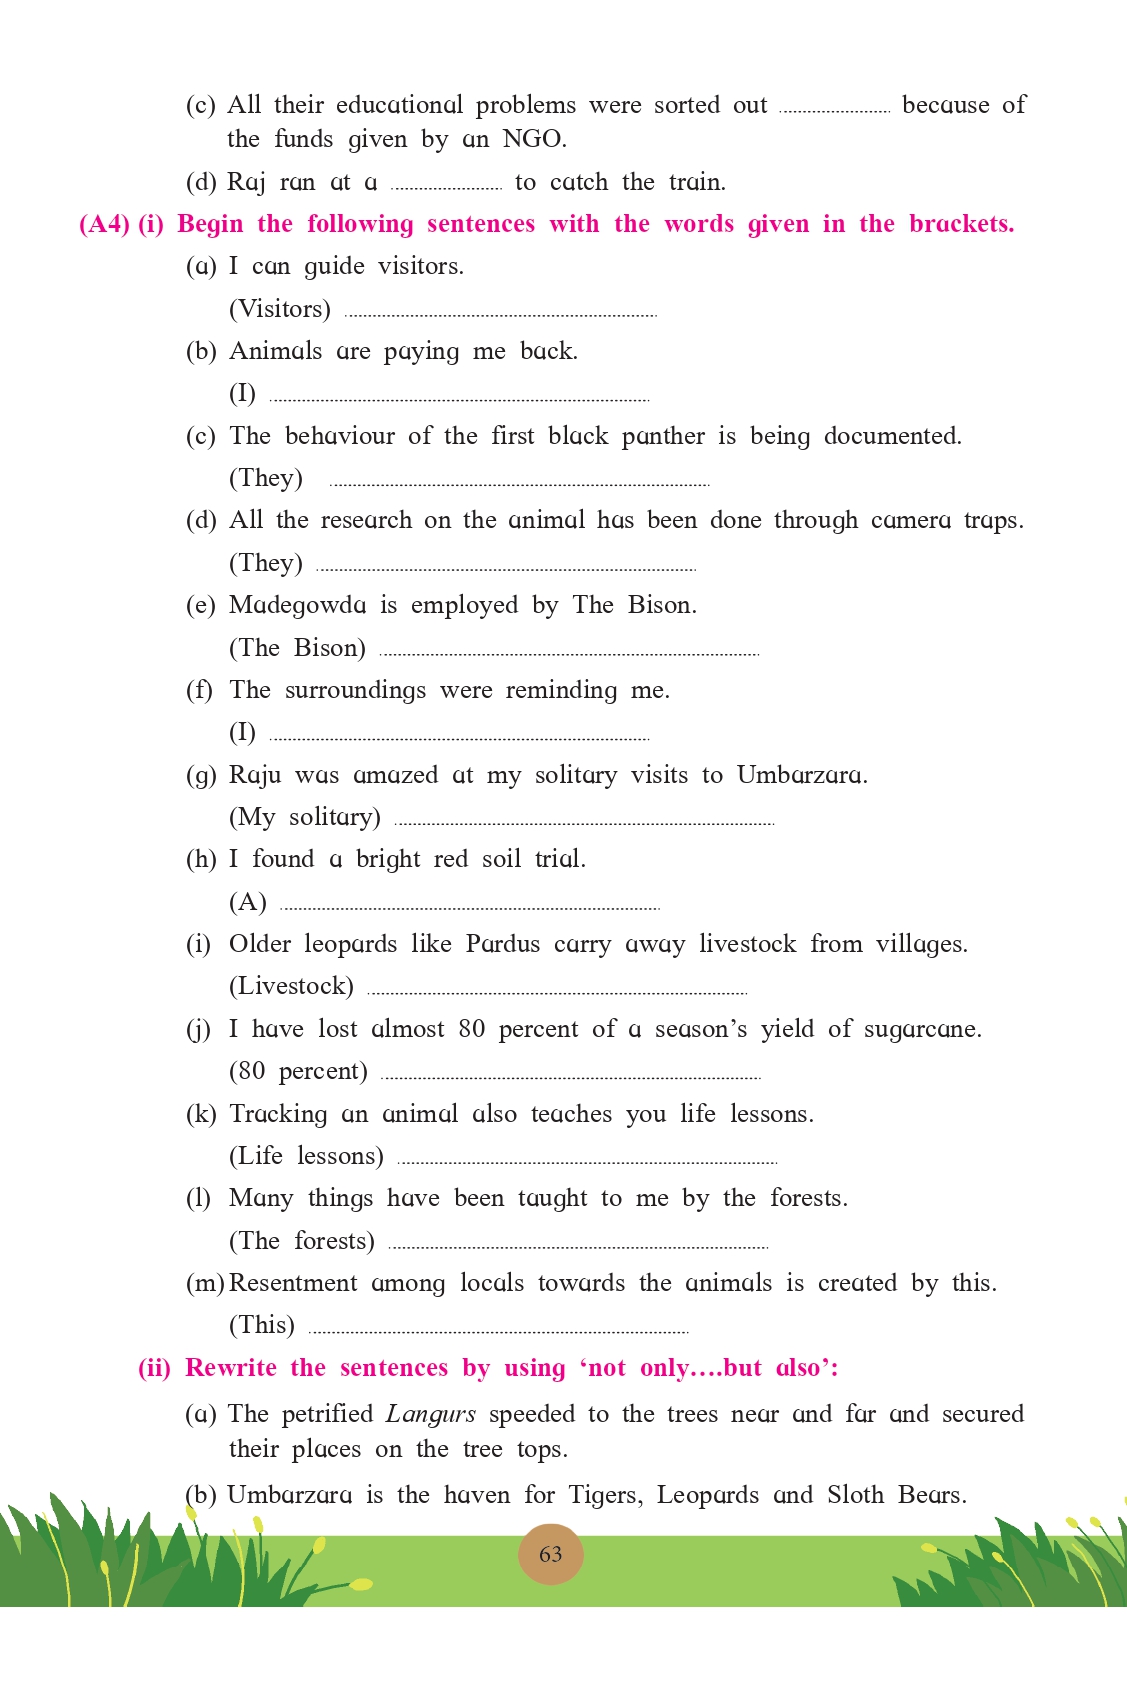 (c) All their educational problems were sorted out ........................ because of
the funds given by an NGO.
(d) Raj ran at a ........................ to catch the train.
(A4) (i) Begin the following sentences with the words given in the brackets.
(a) I can guide visitors.
(Visitors) ....................................................................
(b) Animals are paying me back.
(I) ...................................................................................
(c) The behaviour of the first black panther is being documented.
(They) ...................................................................................
(d) All the research on the animal has been done through camera traps.
(They) ...................................................................................
(e) Madegowda is employed by The Bison.
(The Bison) ...................................................................................
(f) The surroundings were reminding me.
(I) ...................................................................................
(g) Raju was amazed at my solitary visits to Umbarzara.
(My solitary) ...................................................................................
(h) I found a bright red soil trial.
(A) ...................................................................................
(i) Older leopards like Pardus carry away livestock from villages.
(Livestock) ...................................................................................
(j) I have lost almost 80 percent of a season’s yield of sugarcane.
(80 percent) ...................................................................................
(k) Tracking an animal also teaches you life lessons.
(Life lessons) ...................................................................................
(l) Many things have been taught to me by the forests.
(The forests) ...................................................................................
(m) Resentment among locals towards the animals is created by this.
(This) ...................................................................................
(ii) Rewrite the sentences by using ‘not only....but also’:
(a) The petrified Langurs speeded to the trees near and far and secured
their places on the tree tops.
(b) Umbarzara is the haven for Tigers, Leopards and Sloth Bears.
63